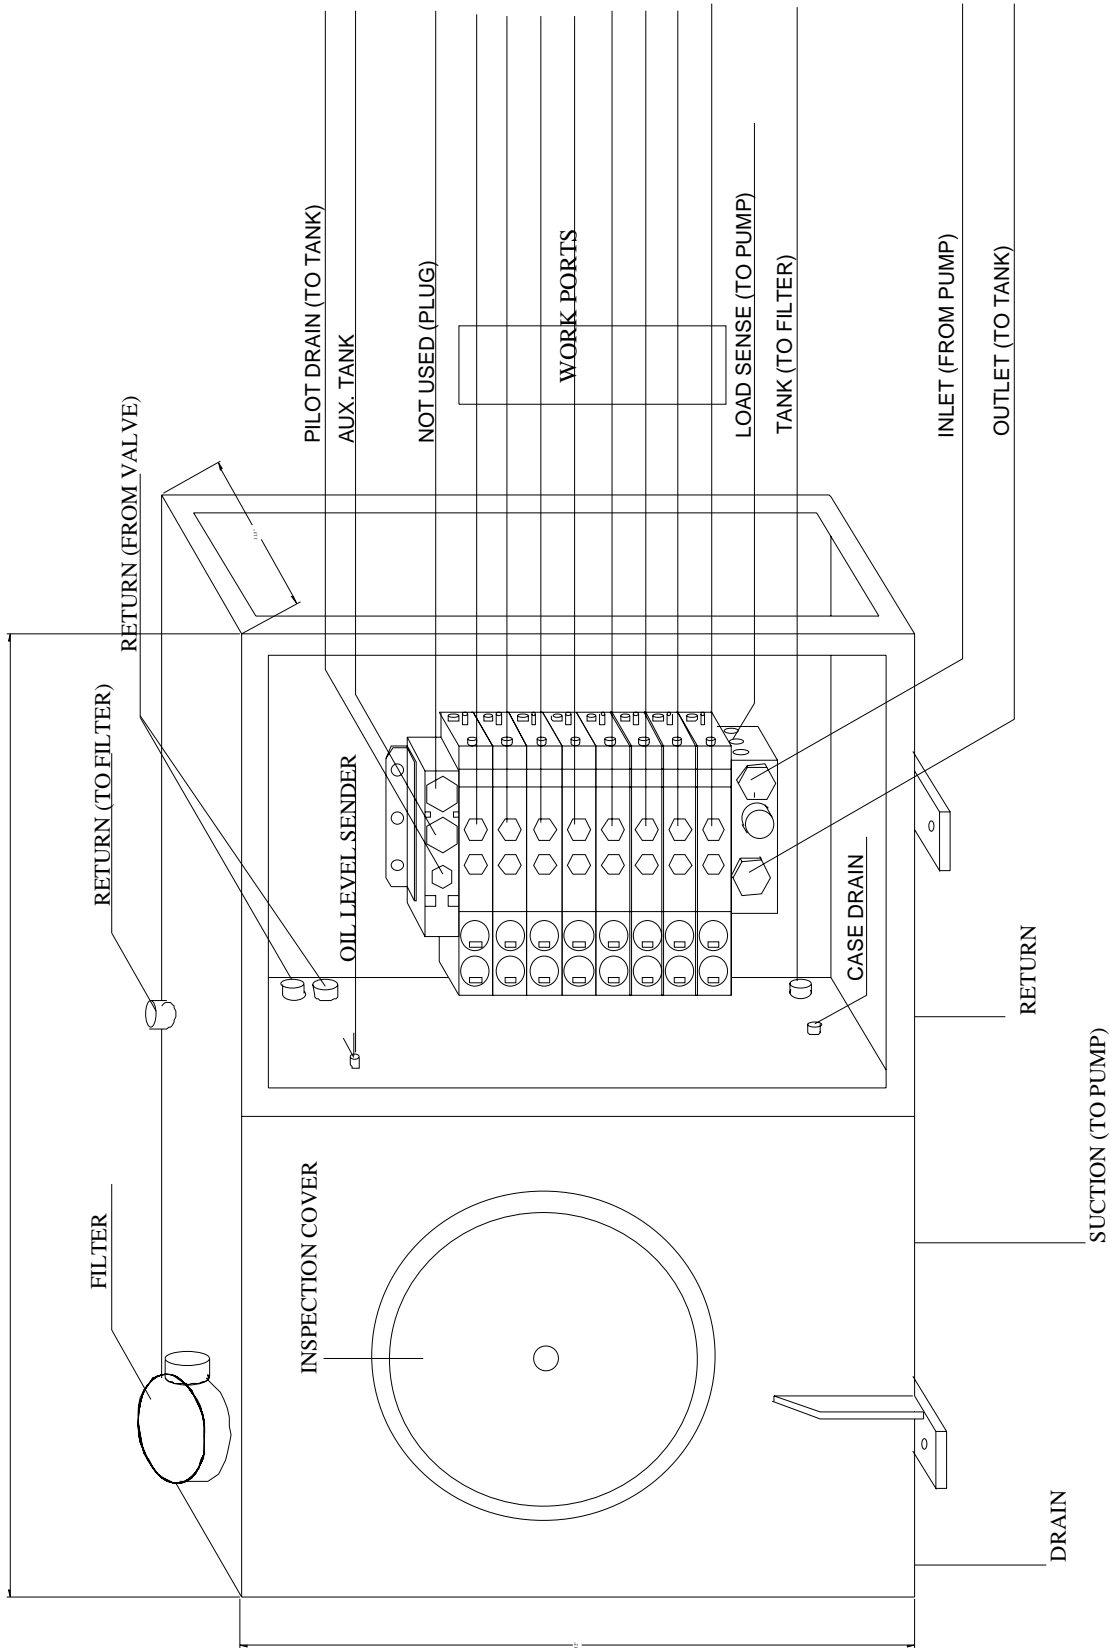 PILOT DRAIN (TO TANK)
AUX. TANK
NOT USED (PLUG)
WORK PORTS
LOAD SENSE (TO PUMP)
TANK (TO FILTER)
INLET (FROM PUMP)
OUTLET (TO TANK)
RETURN (FROM VALVE)
RETURN (TO FILTER)
OIL LEVEL SENDER
CASE DRAIN
RETURN
SUCTION (TO PUMP)
FILTER
INSPECTION COVER
DRAIN